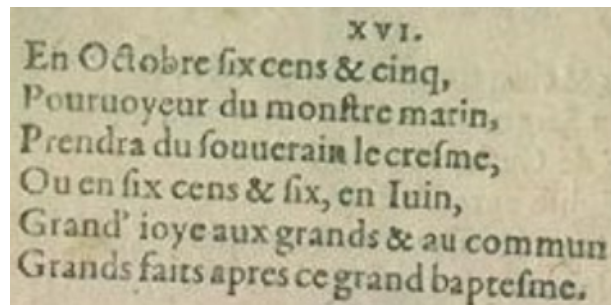 XVI.
En Octobre ſix cens & cinq,
Pouruoyeur du monſtre marin,
Prendra du ſouuerain le creſme,
Ou en ſix cens & ſix, en Iuin,
Grand' ioye aux grands & au commun
Grands faits apres ce grand bapteſme.